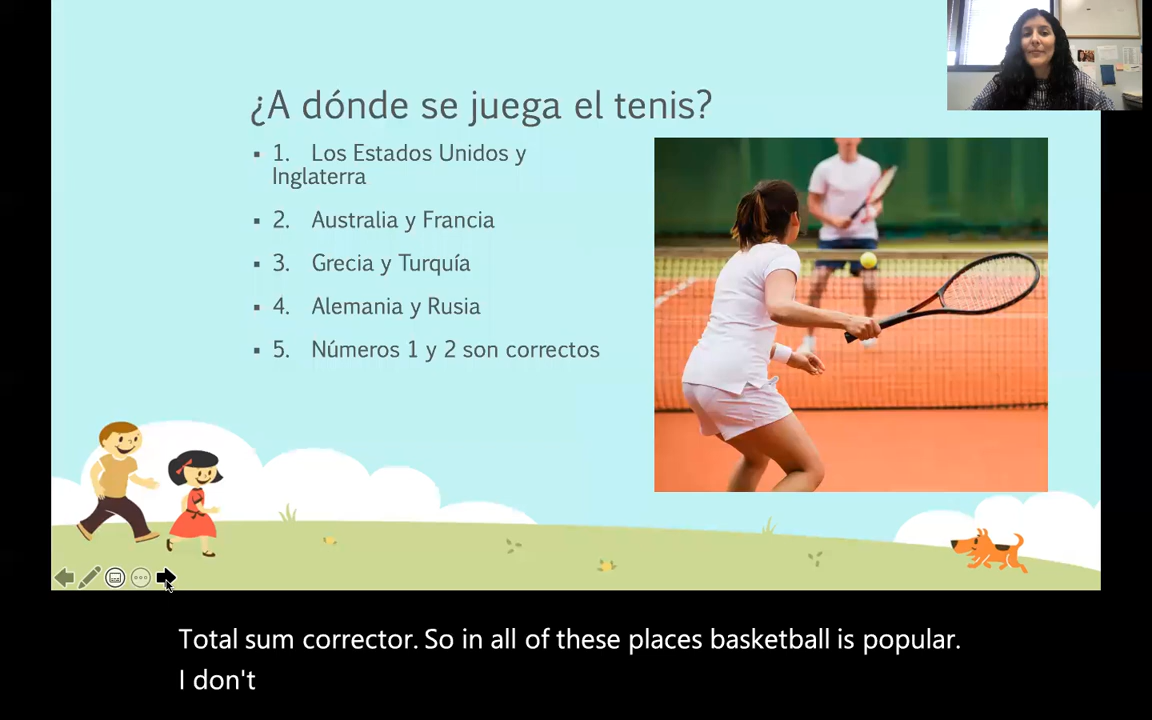 ¿A dónde se juega el tenis?
▪ 1. Los Estados Unidos y
Inglaterra
▪ 2. Australia y Francia
▪ 3. Grecia y Turquía
▪ 4. Alemania y Rusia
▪ 5. Números 1 y 2 son correctos
Total sum corrector. So in all of these places basketball is popular.
I don't